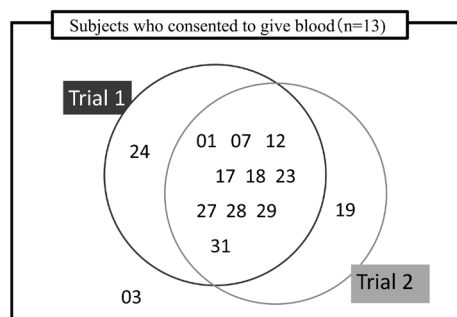 Subjects who consented to give blood(n=13)
Trial 1
24
01 07 12
17 18 23
27 28 29
19
31
Trial 2
03